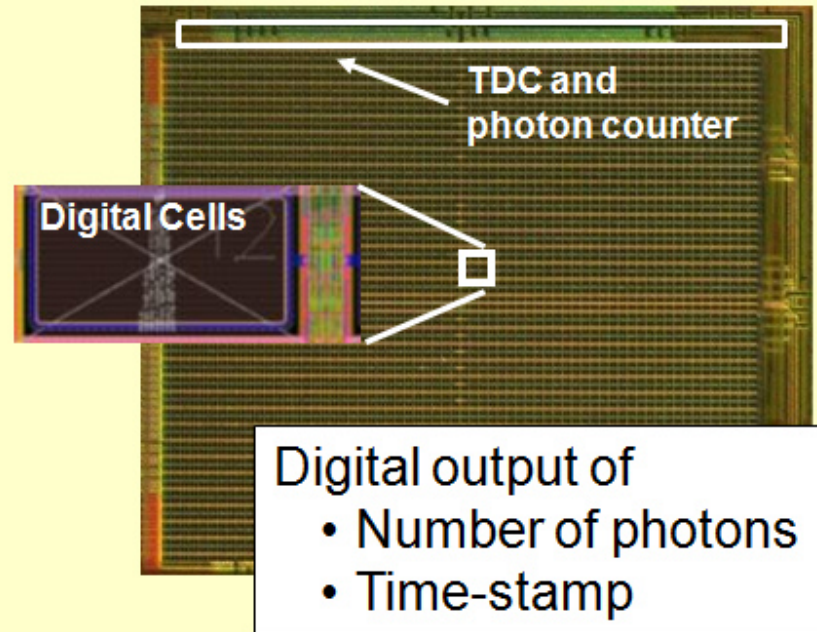 TDC and
photon counter
Digital Cells
Digital output of
• Number of photons
• Time-stamp